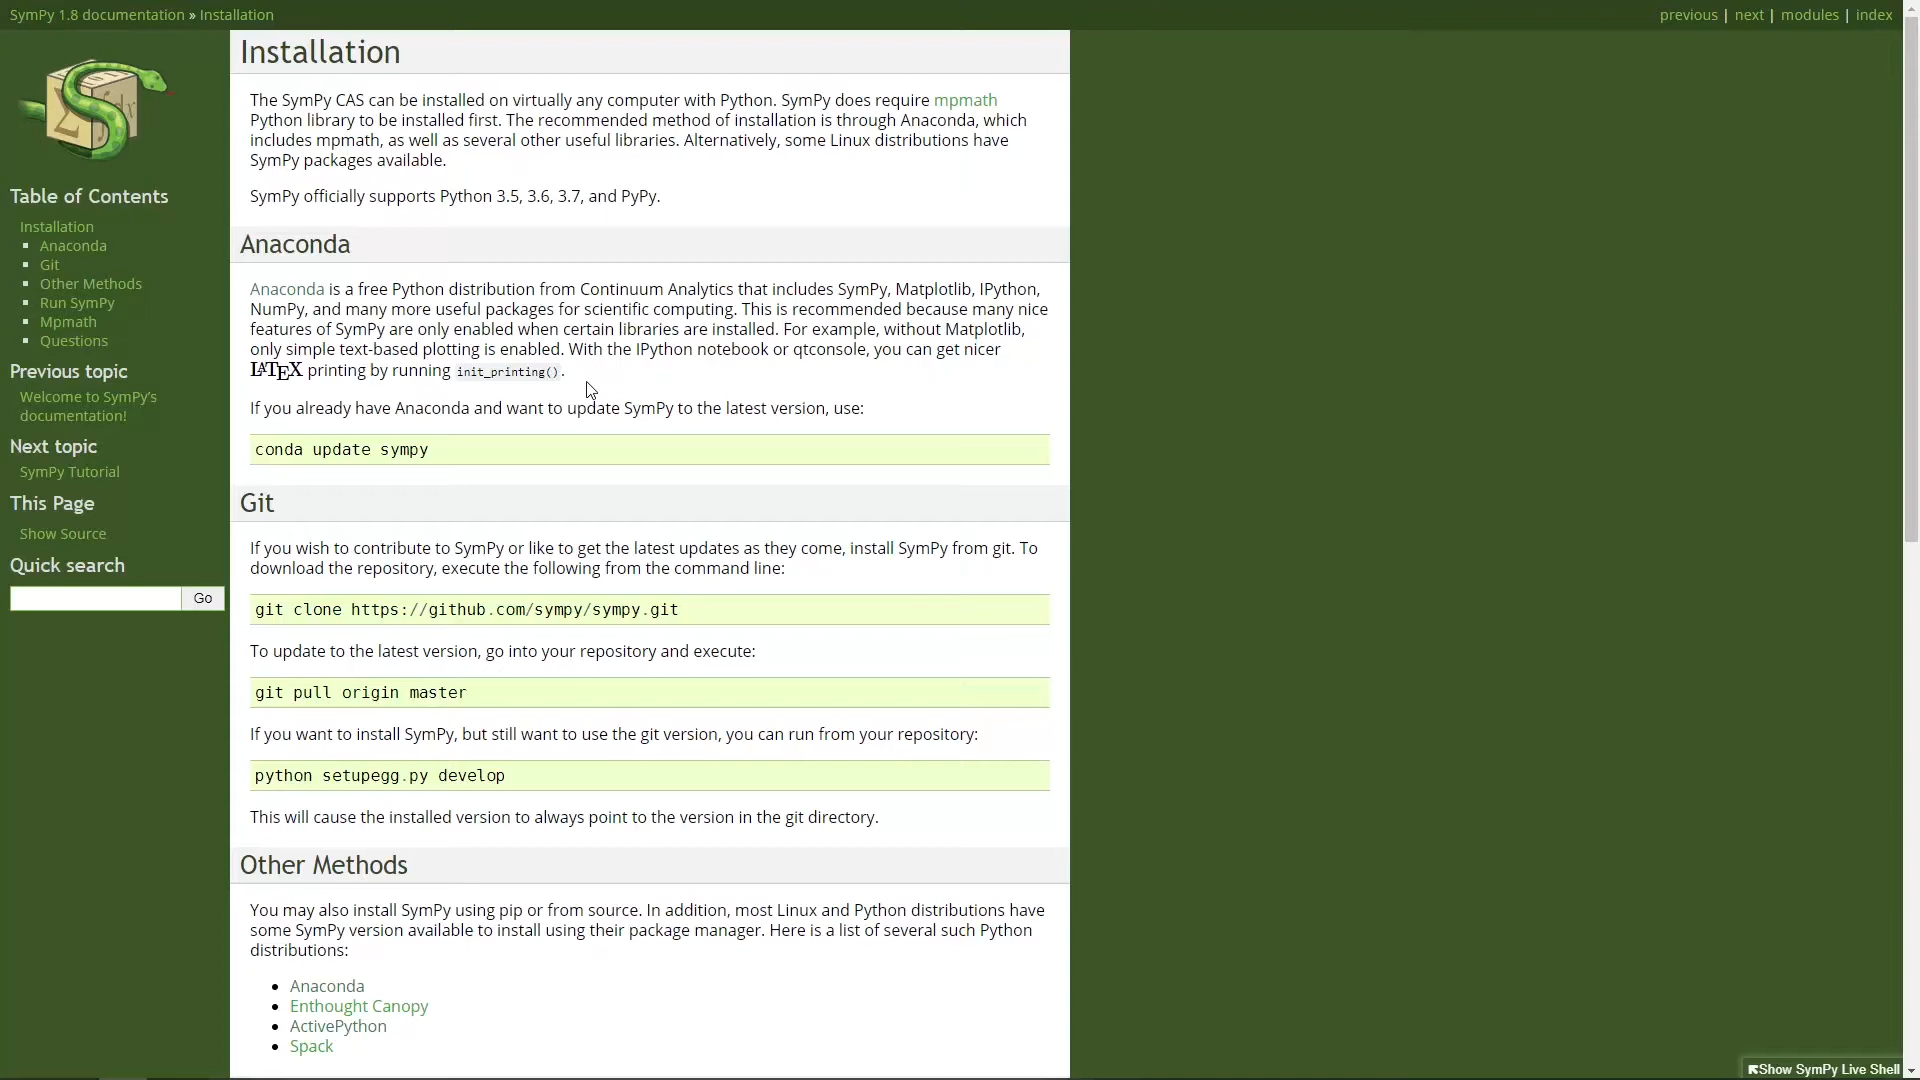 SymPy 1.8 documentation » Installation
previous | next | modules | index
Table of Contents
Installation
Anaconda
Git
Other Methods
Run SymPy
Mpmath
Questions
Previous topic
Welcome to SymPy's
documentation!
Next topic
SymPy Tutorial
This Page
Show Source
Quick search
Go
Installation
The SymPy CAS can be installed on virtually any computer with Python. SymPy does require mpmath
Python library to be installed first. The recommended method of installation is through Anaconda, which
includes mpmath, as well as several other useful libraries. Alternatively, some Linux distributions have
SymPy packages available.
SymPy officially supports Python 3.5, 3.6, 3.7, and PyPy.
Anaconda
Anaconda is a free Python distribution from Continuum Analytics that includes SymPy, Matplotlib, IPython,
NumPy, and many more useful packages for scientific computing. This is recommended because many nice
features of SymPy are only enabled when certain libraries are installed. For example, without Matplotlib,
only simple text-based plotting is enabled. With the IPython notebook or qtconsole, you can get nicer
LATEX printing by running init_printing().
If you already have Anaconda and want to update SymPy to the latest version, use:
conda update sympy
Git
If you wish to contribute to SymPy or like to get the latest updates as they come, install SymPy from git. To
download the repository, execute the following from the command line:
git clone https://github.com/sympy/sympy.git
To update to the latest version, go into your repository and execute:
git pull origin master
If you want to install SymPy, but still want to use the git version, you can run from your repository:
python setupegg.py develop
This will cause the installed version to always point to the version in the git directory.
Other Methods
You may also install SymPy using pip or from source. In addition, most Linux and Python distributions have
some SymPy version available to install using their package manager. Here is a list of several such Python
distributions:
Anaconda
Enthought Canopy
ActivePython
Spack
Show SymPy Live Shell